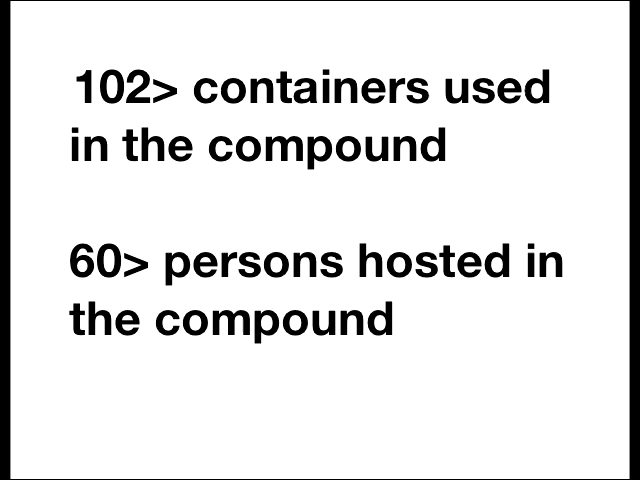 102> containers used
in the compound
60> persons hosted in
the compound